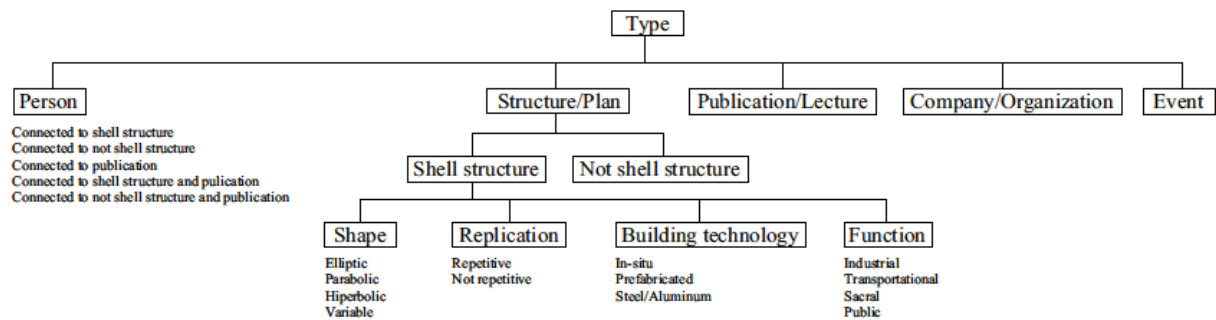 Type
Person
Structure/Plan
Publication/Lecture
Company/Organization
Event
Connected to shell structure
Connected to not shell structure
Connected to publication
Connected to shell structure and pulication
Connected to not shell structure and publication
Shell structure
Not shell structure
Shape
Replication
Building technology
Function
Elliptic
Parabolic
Hiperbolic
Variable
Repetitive
Not repetitive
In-situ
Prefabricated
Steel/Aluminum
Industrial
Transportational
Sacral
Public